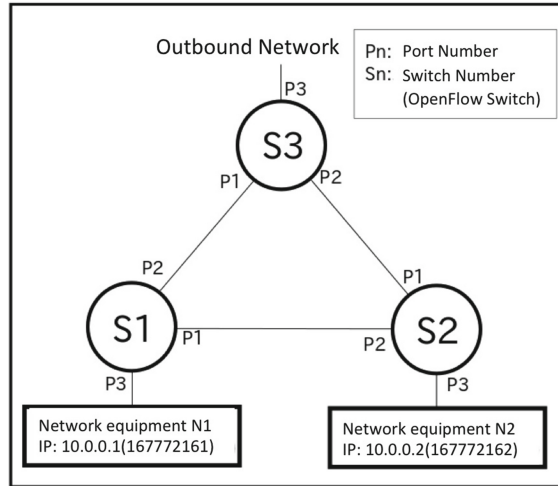 Outbound Network
Pn: Port Number
Sn: Switch Number
(OpenFlow Switch)
P3
S3
P1
P2
P2
P1
S1
P1
P2
S2
P3
P3
Network equipment N1
IP: 10.0.0.1(167772161)
Network equipment N2
IP: 10.0.0.2(167772162)